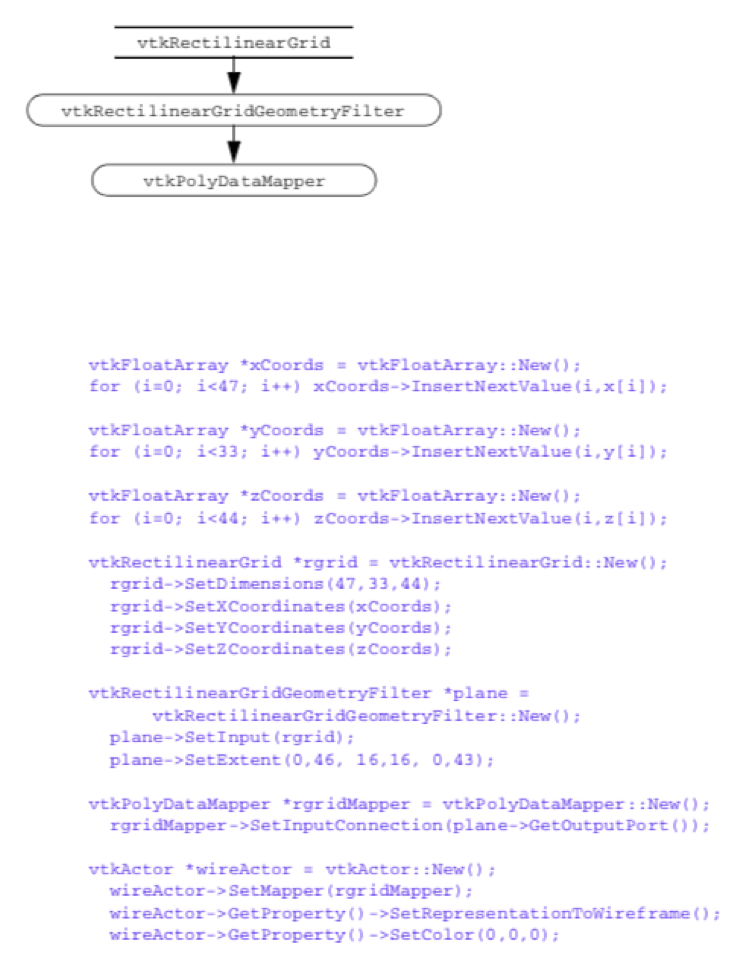 vtkRectilinearGrid
vtkRectilinearGridGeometryFilter
vtkPolyDataMapper
vtkFloatArray *xCoords = vtkFloatArray::New();
for (i=0; i<47; i++) xCoords->InsertNextValue(i,x[i]);
vtkFloatArray *yCoords = vtkFloatArray::New();
for (i=0; i<33; i++) yCoords->InsertNextValue(i,y[i]);
vtkFloatArray *zCoords = vtkFloatArray::New();
for (i=0; i<44; i++) zCoords->InsertNextValue(i,z[i]);
vtkRectilinearGrid *rgrid = vtkRectilinearGrid::New();
rgrid->SetDimensions(47,33,44);
rgrid->SetXCoordinates(xCoords);
rgrid->SetYCoordinates(yCoords);
rgrid->SetZCoordinates(zCoords);
vtkRectilinearGridGeometryFilter *plane =
vtkRectilinearGridGeometryFilter::New();
plane->SetInput(rgrid);
plane->SetExtent(0,46, 16,16, 0,43);
vtkPolyDataMapper *rgridMapper = vtkPolyDataMapper::New();
rgridMapper->SetInputConnection(plane->GetOutputPort());
vtkActor *wireActor = vtkActor::New();
wireActor->SetMapper(rgridMapper);
wireActor->GetProperty()->SetRepresentationToWireframe();
wireActor->GetProperty()->SetColor(0,0,0);